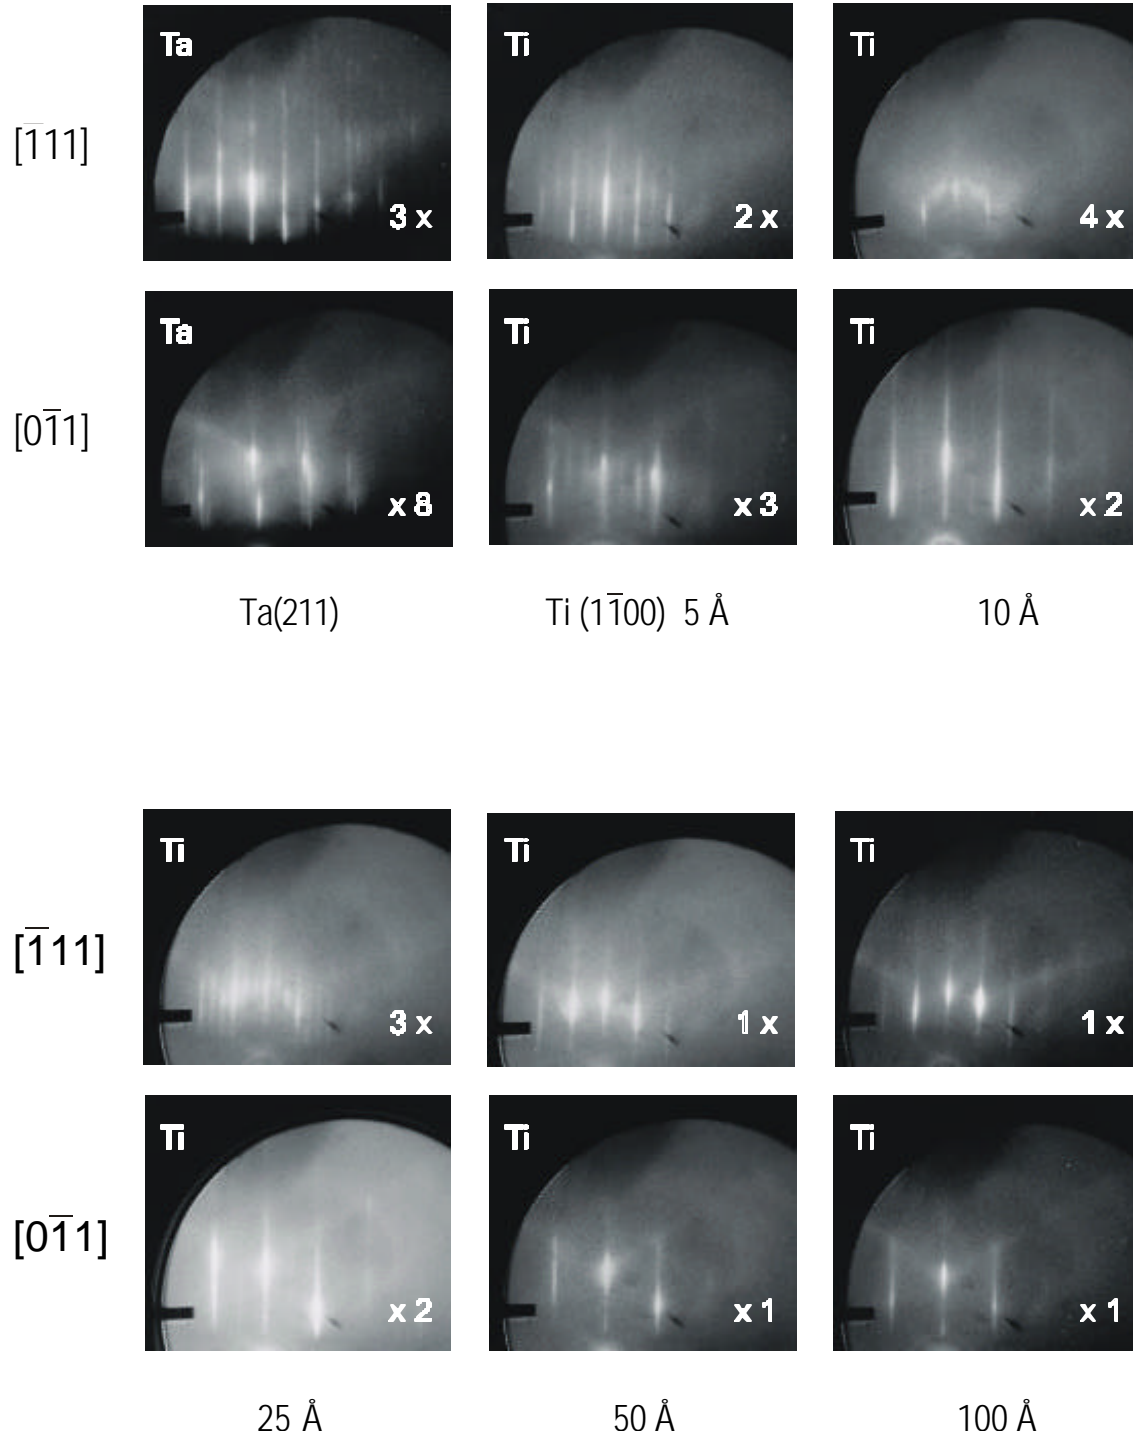 Ta Ti Ti
[1̅11]
3 x 2 x 4 x
Ta Ti Ti
[01̅1]
x 8 x 3 x 2
Ta(211) Ti (11̅00) 5 Å 10 Å
Ti Ti Ti
[1̅11]
3 x 1 x 1 x
Ti Ti Ti
[01̅1]
x 2 x 1 x 1
25 Å 50 Å 100 Å